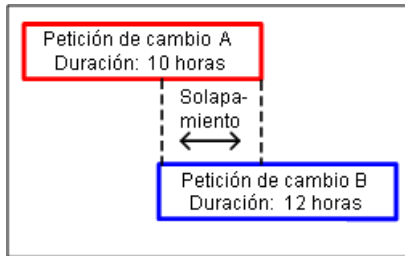 Petición de cambio A
Duración: 10 horas
Solapa-
miento
Petición de cambio B
Duración: 12 horas